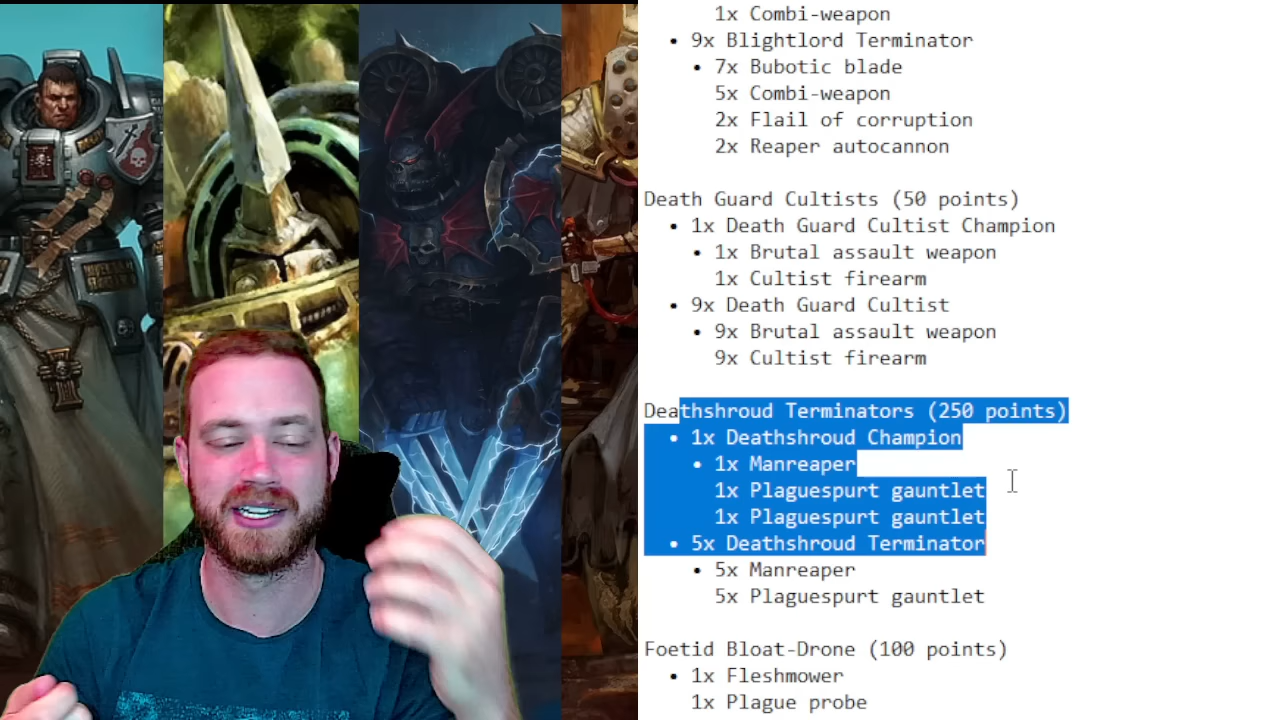 1x Combi-weapon
• 9x Blightlord Terminator
• 7x Bubotic blade
5x Combi-weapon
2x Flail of corruption
2x Reaper autocannon
Death Guard Cultists (50 points)
• 1x Death Guard Cultist Champion
• 1x Brutal assault weapon
1x Cultist firearm
• 9x Death Guard Cultist
• 9x Brutal assault weapon
9x Cultist firearm
Deathshroud Terminators (250 points)
• 1x Deathshroud Champion
• 1x Manreaper
1x Plaguespurt gauntlet
1x Plaguespurt gauntlet
• 5x Deathshroud Terminator
• 5x Manreaper
5x Plaguespurt gauntlet
Foetid Bloat-Drone (100 points)
• 1x Fleshmower
1x Plague probe